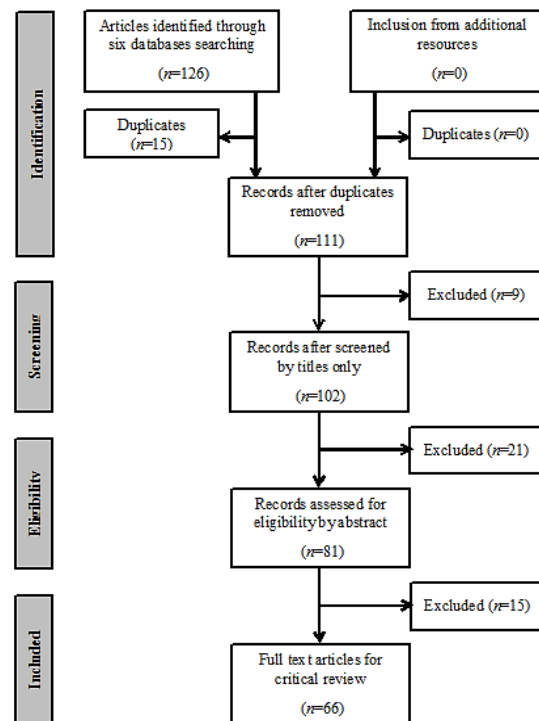 Articles identified through
six databases searching
(n=126)
Inclusion from additional
resources
(n=0)
Duplicates
(n=15)
Duplicates (n=0)
Identification
Records after duplicates
removed
(n=111)
Excluded (n=9)
Screening
Records after screened
by titles only
(n=102)
Excluded (n=21)
Eligibility
Records assessed for
eligibility by abstract
(n=81)
Excluded (n=15)
Included
Full text articles for
critical review
(n=66)